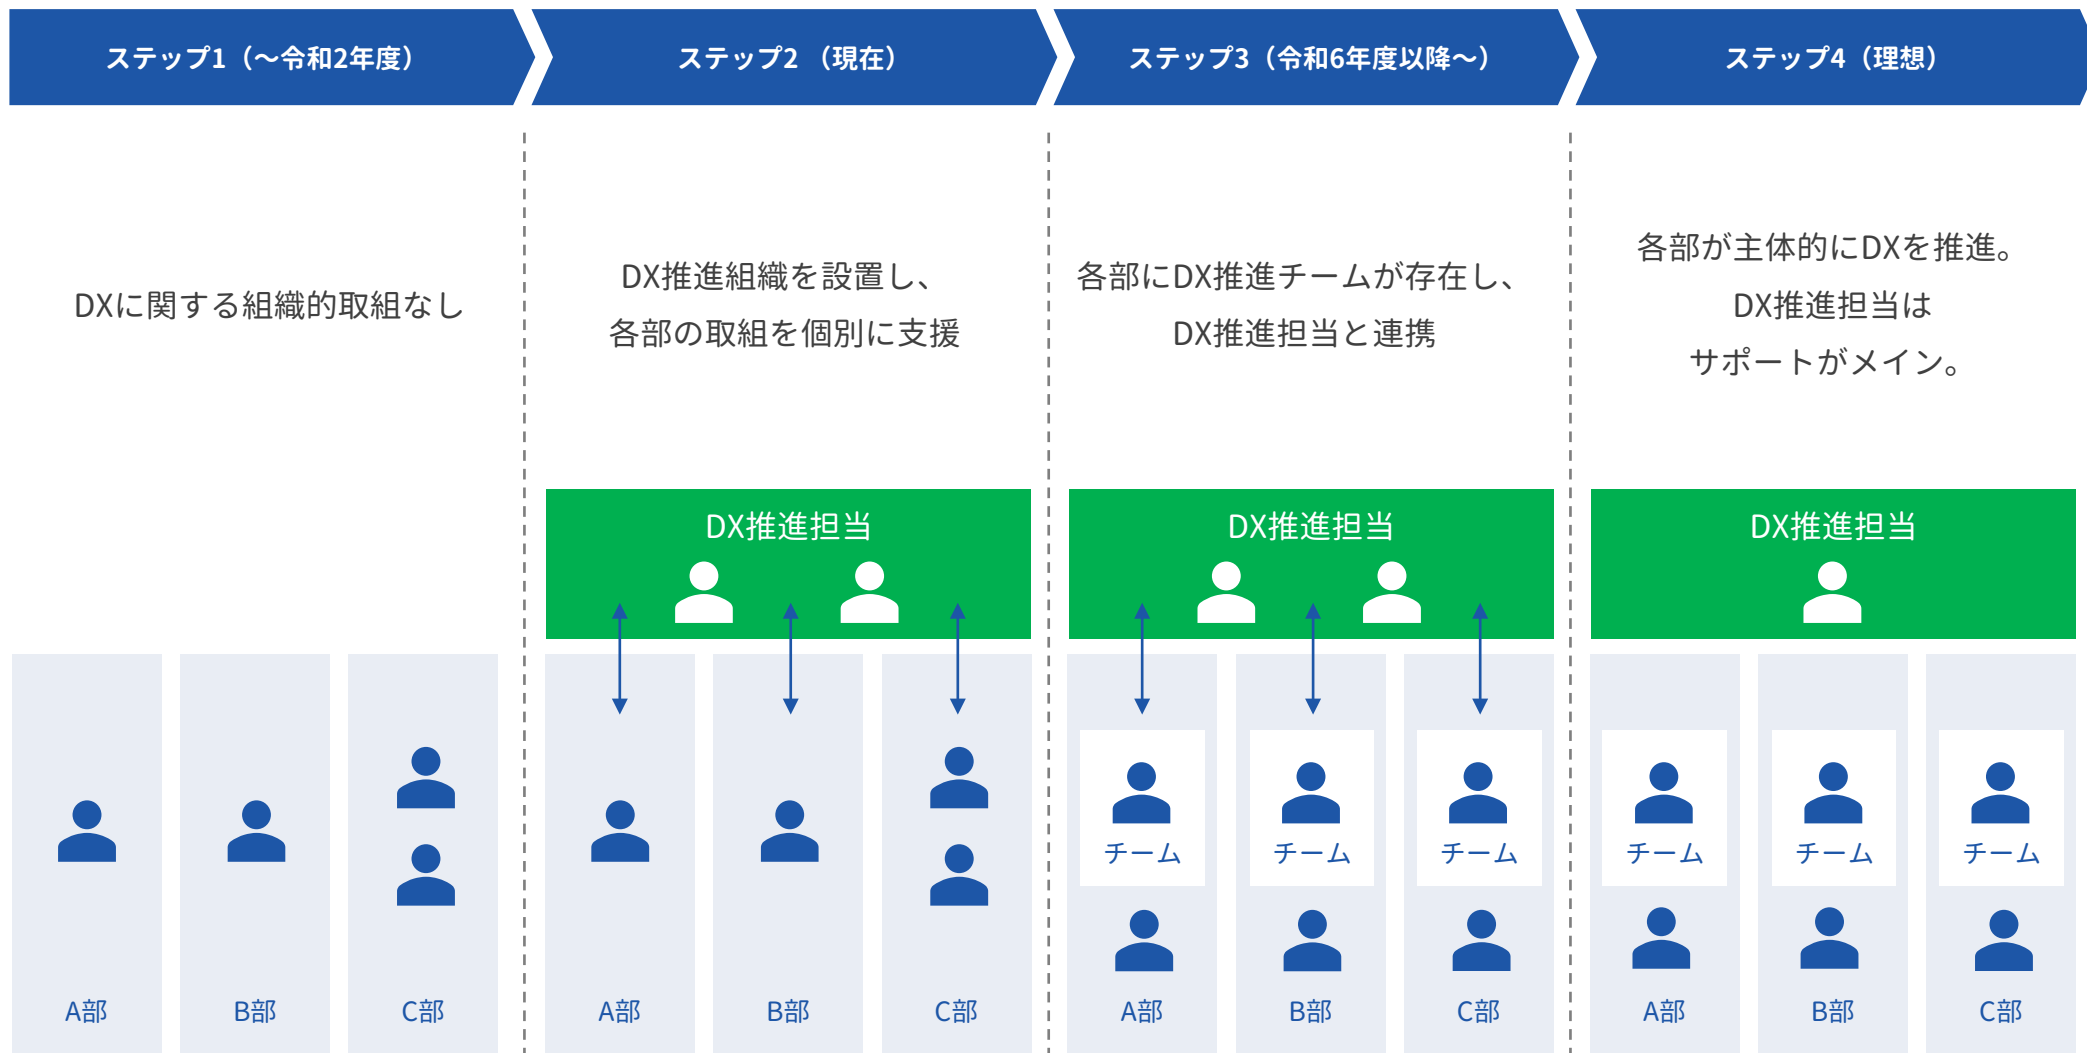 ステップ1（～令和2年度）
ステップ2 （現在）
ステップ3（令和6年度以降～）
ステップ4（理想）
DXに関する組織的取組なし
DX推進組織を設置し、
各部の取組を個別に支援
各部にDX推進チームが存在し、
DX推進担当と連携
各部が主体的にDXを推進。
DX推進担当は
サポートがメイン。
DX推進担当
DX推進担当
DX推進担当
チーム
チーム
チーム
チーム
チーム
チーム
A部
B部
C部
A部
B部
C部
A部
B部
C部
A部
B部
C部